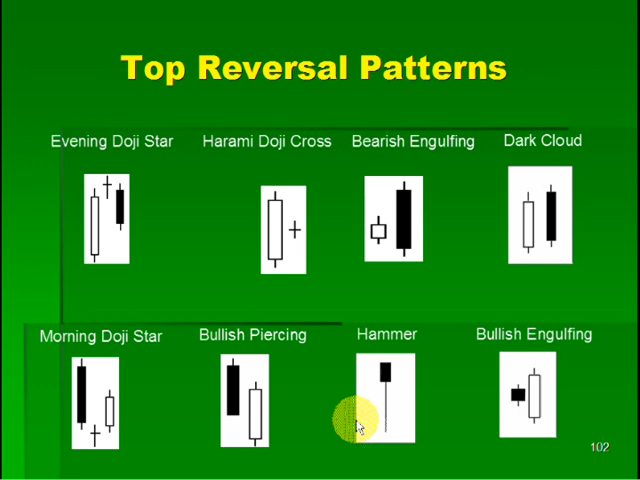 Top Reversal Patterns
Evening Doji Star
Harami Doji Cross
Bearish Engulfing
Dark Cloud
Morning Doji Star
Bullish Piercing
Hammer
Bullish Engulfing
102